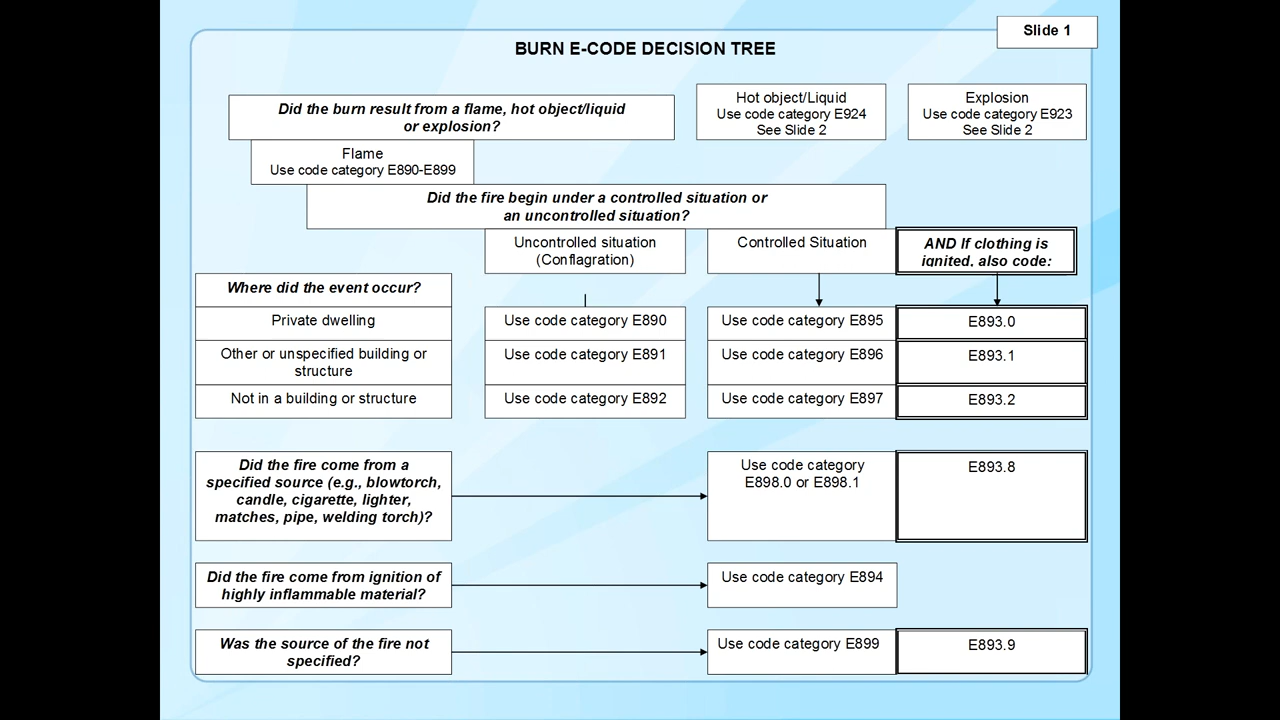 Slide 1
BURN E-CODE DECISION TREE
Did the burn result from a flame, hot object/liquid
or explosion?
Hot object/Liquid
Use code category E924
See Slide 2
Explosion
Use code category E923
See Slide 2
Flame
Use code category E890-E899
Did the fire begin under a controlled situation or
an uncontrolled situation?
Uncontrolled situation
(Conflagration)
Controlled Situation
AND If clothing is
ignited, also code:
Where did the event occur?
Private dwelling
Use code category E890
Use code category E895
E893.0
Other or unspecified building or
structure
Use code category E891
Use code category E896
E893.1
Not in a building or structure
Use code category E892
Use code category E897
E893.2
Did the fire come from a
specified source (e.g., blowtorch,
candle, cigarette, lighter,
matches, pipe, welding torch)?
Use code category
E898.0 or E898.1
E893.8
Did the fire come from ignition of
highly inflammable material?
Use code category E894
Was the source of the fire not
specified?
Use code category E899
E893.9